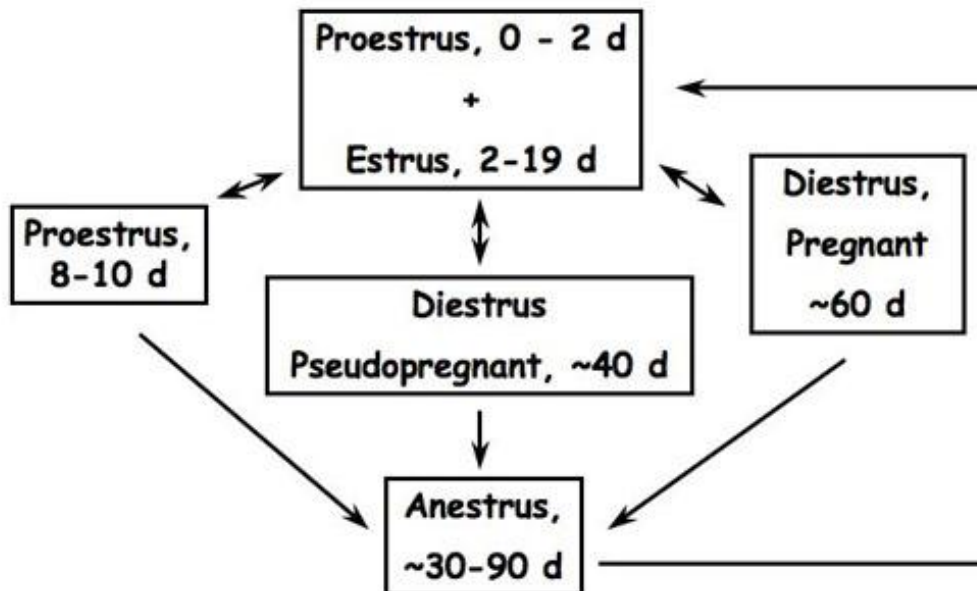 Proestrus, 0 - 2 d
+
Estrus, 2-19 d
Diestrus,
Pregnant
~60 d
Proestrus,
8-10 d
Diestrus
Pseudopregnant, ~40 d
Anestrus,
~30-90 d